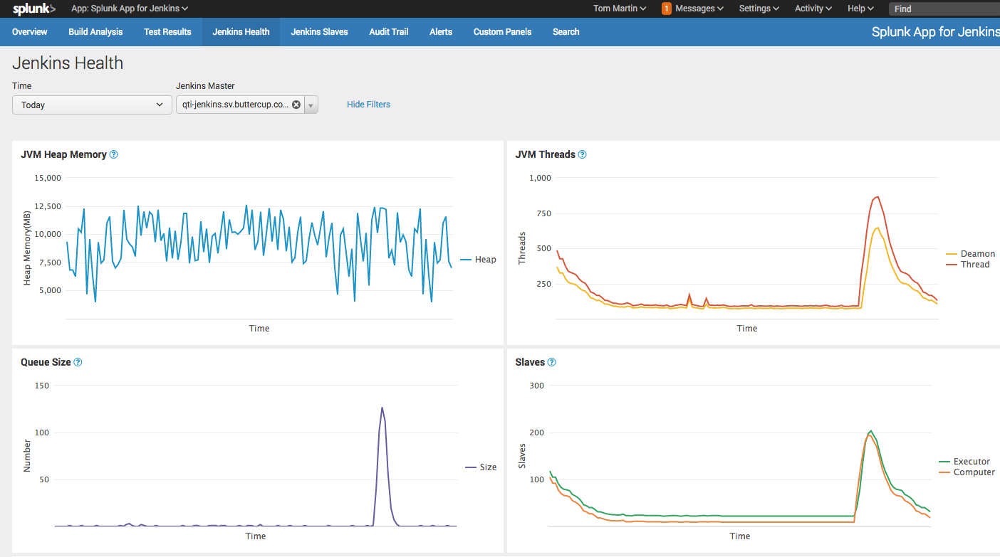 splunk> App: Splunk App for Jenkins Tom Martin 1 Messages Settings Activity Help Find
Overview Build Analysis Test Results Jenkins Health Jenkins Slaves Audit Trail Alerts Custom Panels Search Splunk App for Jenkins
Jenkins Health
Time Jenkins Master
Today qti-jenkins.sv.buttercup.co... Hide Filters
JVM Heap Memory ?
15,000
12,500
10,000
7,500
5,000
Heap Memory(MB)
Time
Heap
JVM Threads ?
1,000
750
500
250
Threads
Time
Deamon
Thread
Queue Size ?
150
100
50
Number
Time
Size
Slaves ?
300
200
100
Slaves
Time
Executor
Computer